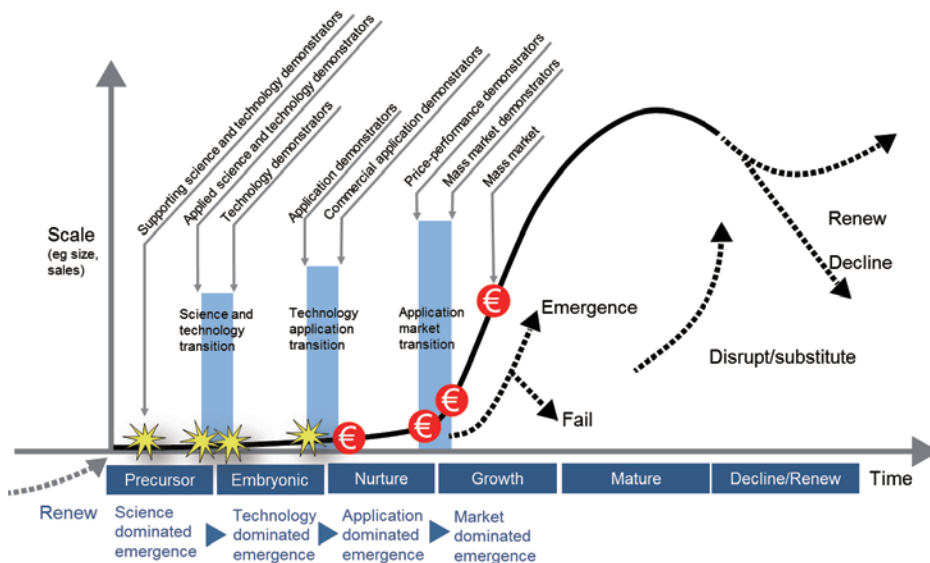 Supporting science and technology demonstrators
Applied science and technology demonstrators
Technology demonstrators
Application demonstrators
Commercial application demonstrators
Price-performance demonstrators
Mass market demonstrators
Mass market
Scale
(eg size,
sales)
Science and
technology
transition
Technology
application
transition
Application
market
transition
€
€
€
€
Emergence
Fail
Renew
Decline
Disrupt/substitute
Precursor
Embryonic
Nurture
Growth
Mature
Decline/Renew
Time
Renew
Science
dominated
emergence
Technology
dominated
emergence
Application
dominated
emergence
Market
dominated
emergence